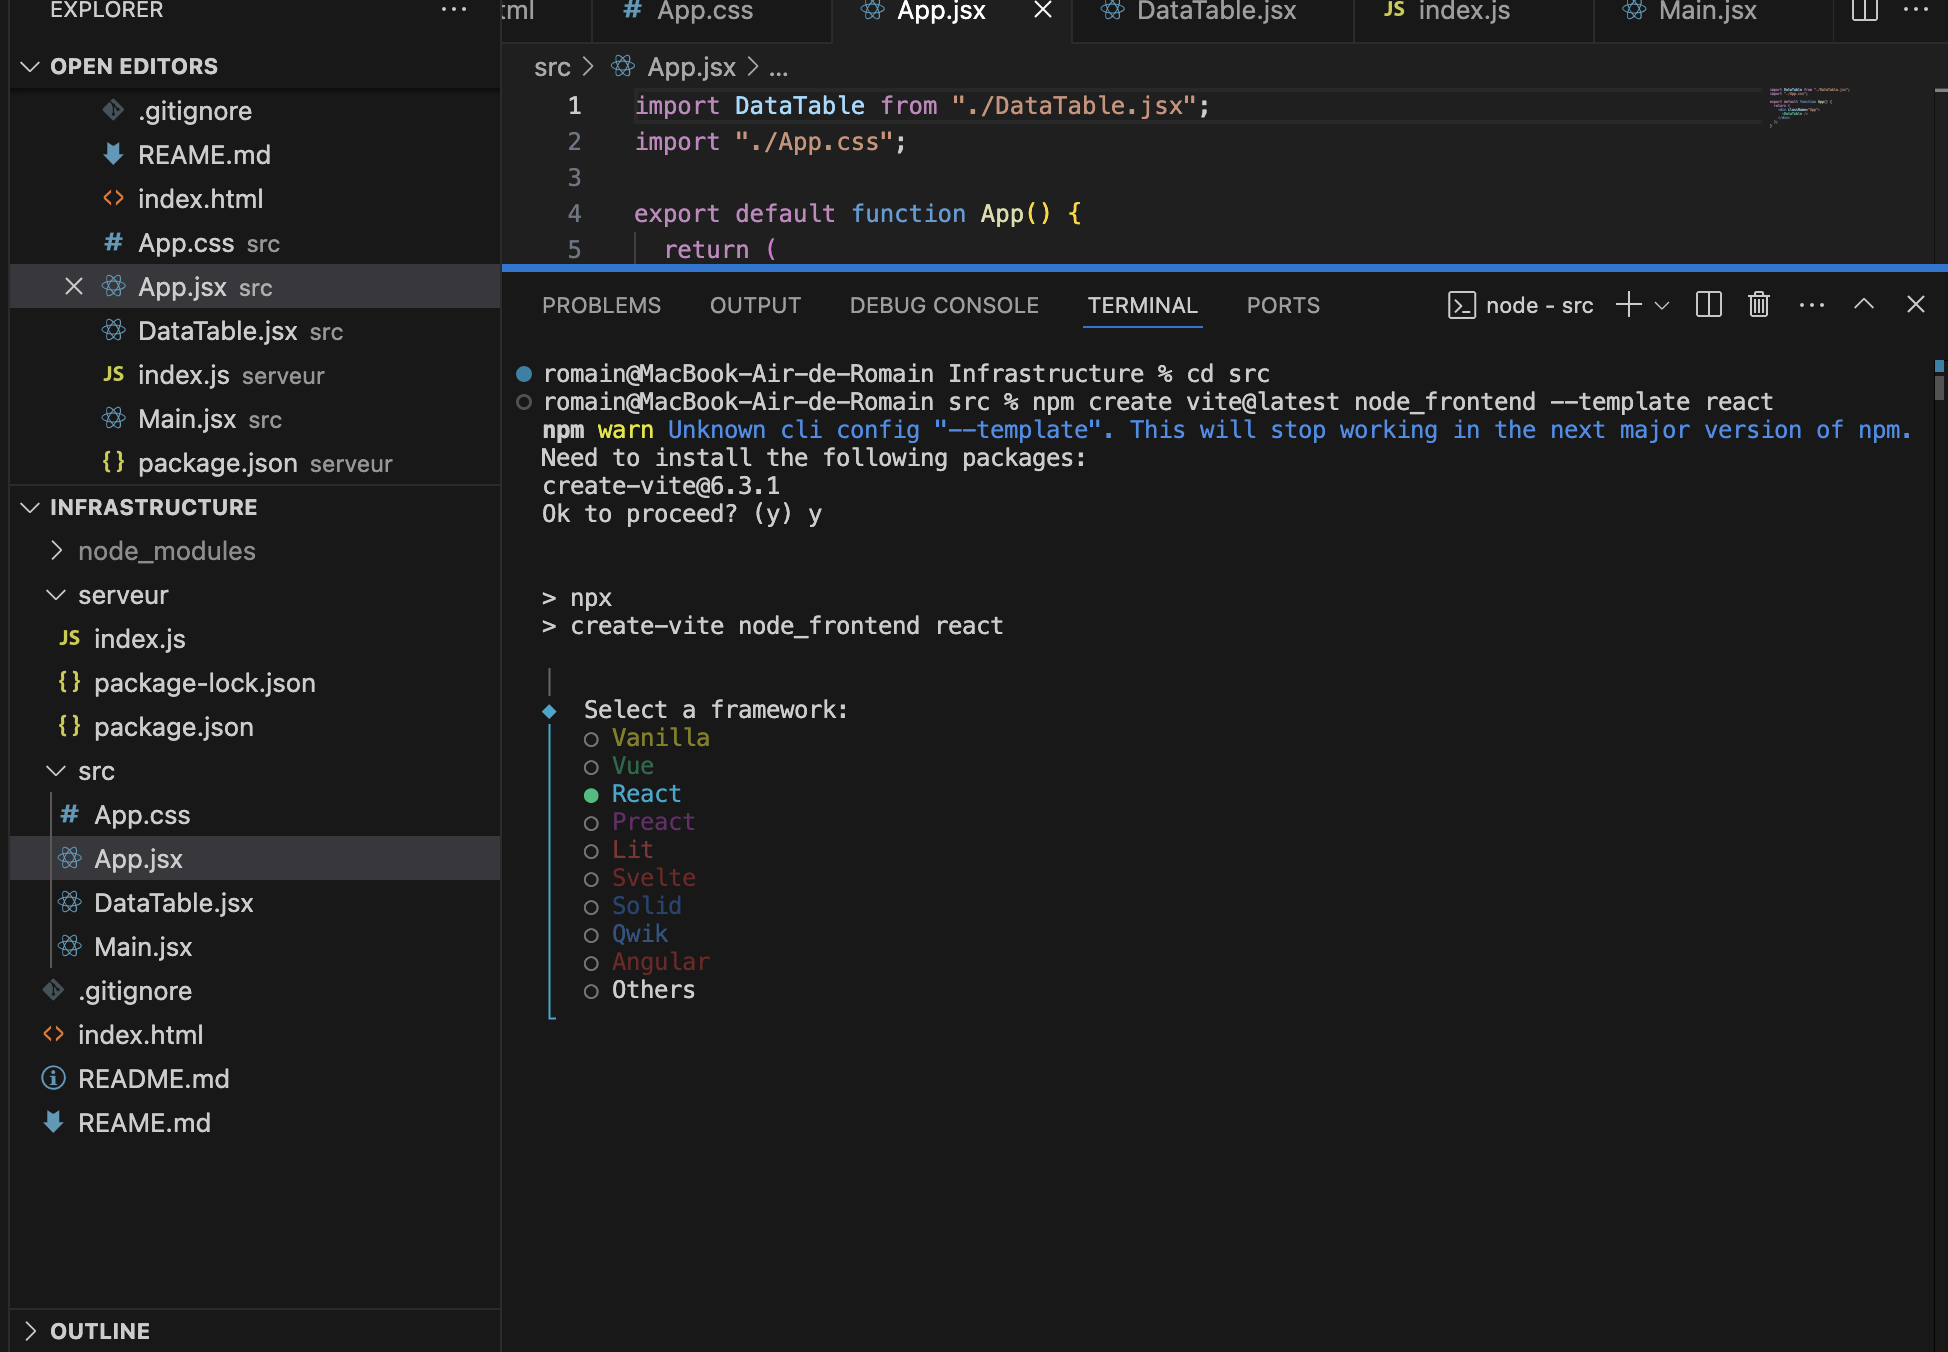 EXPLORER
OPEN EDITORS
.gitignore
REAME.md
index.html
App.css src
App.jsx src
DataTable.jsx src
JS index.js serveur
Main.jsx src
{} package.json serveur
INFRASTRUCTURE
node_modules
serveur
JS index.js
{} package-lock.json
{} package.json
src
# App.css
App.jsx
DataTable.jsx
Main.jsx
.gitignore
index.html
README.md
REAME.md
OUTLINE
tml # App.css App.jsx DataTable.jsx JS index.js Main.jsx
src > App.jsx > ...
1 import DataTable from "./DataTable.jsx";
2 import "./App.css";
3
4 export default function App() {
5 return (
PROBLEMS OUTPUT DEBUG CONSOLE TERMINAL PORTS node - src
romain@MacBook-Air-de-Romain Infrastructure % cd src
romain@MacBook-Air-de-Romain src % npm create vite@latest node_frontend --template react
npm warn Unknown cli config "--template". This will stop working in the next major version of npm.
Need to install the following packages:
create-vite@6.3.1
Ok to proceed? (y) y
> npx
> create-vite node_frontend react
Select a framework:
Vanilla
Vue
React
Preact
Lit
Svelte
Solid
Qwik
Angular
Others